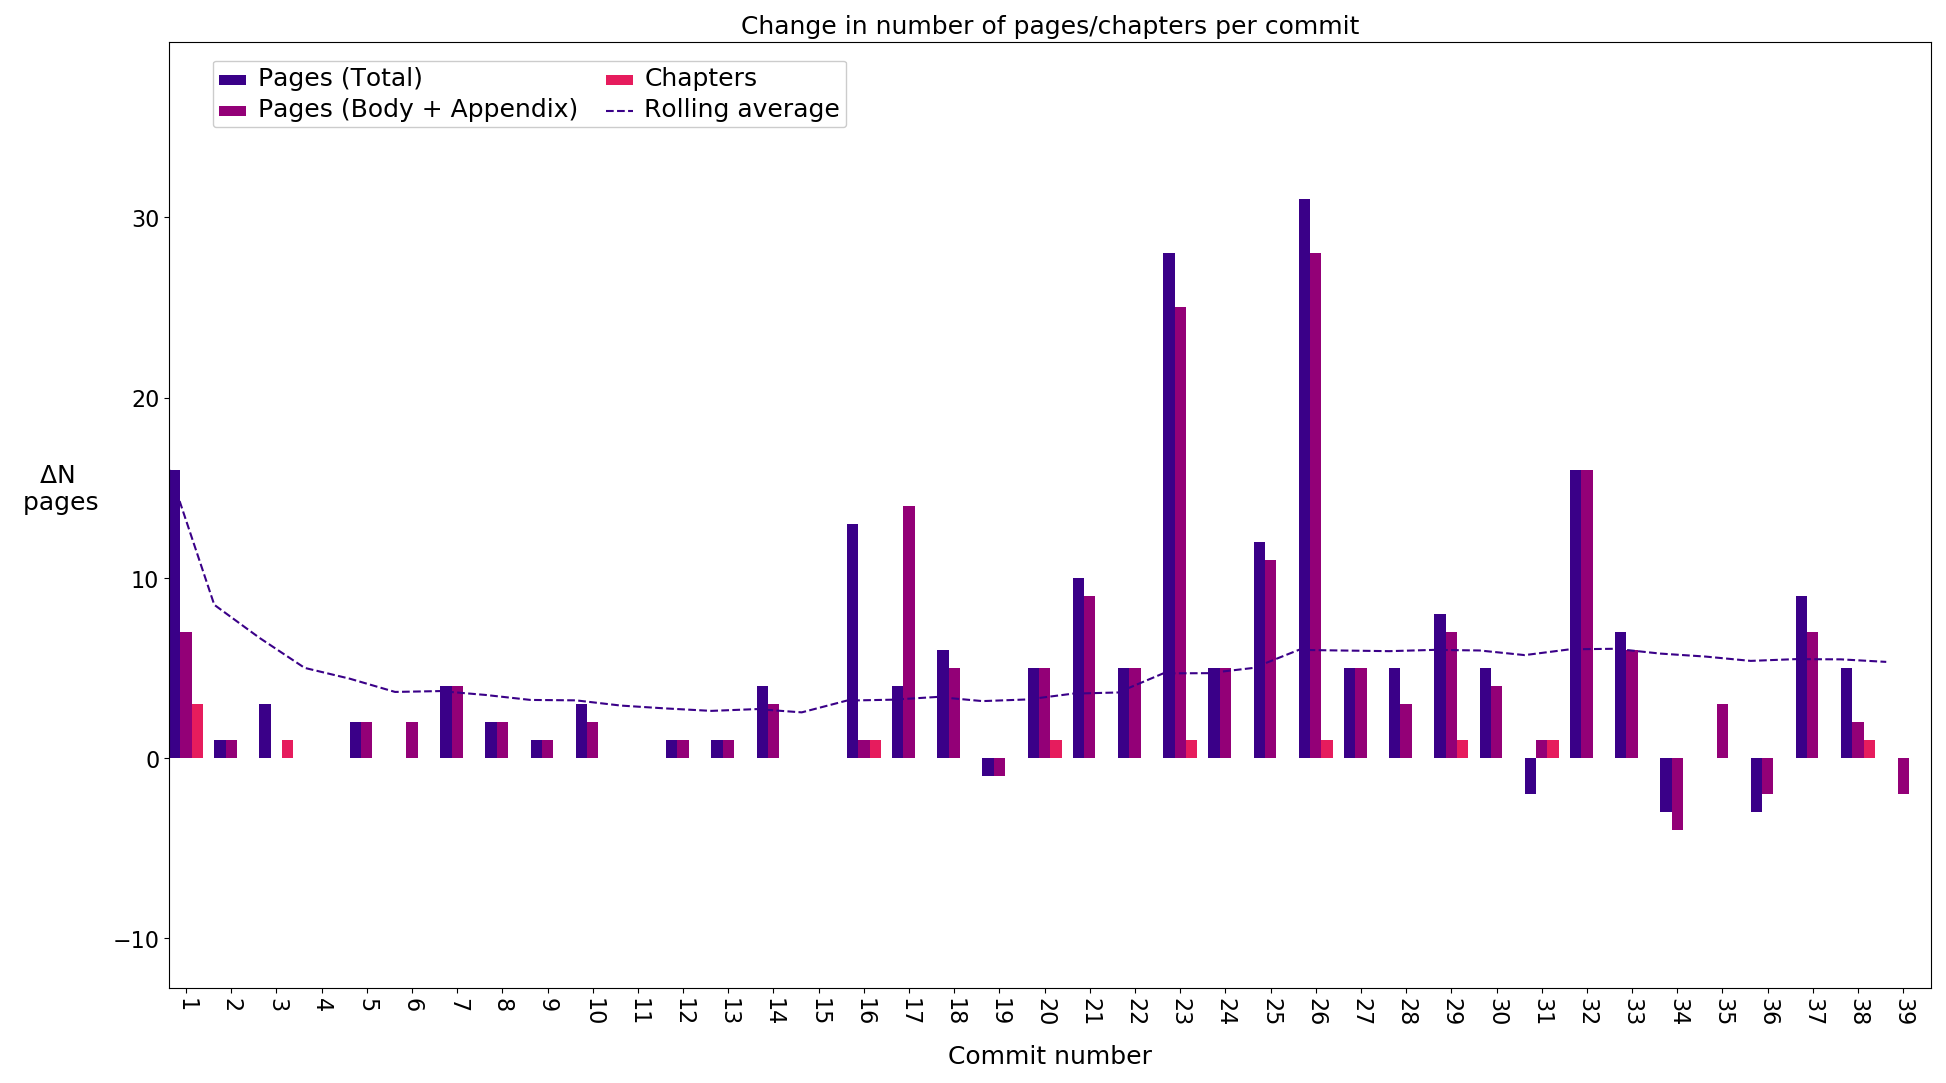 Change in number of pages/chapters per commit
Pages (Total)
Pages (Body + Appendix)
Chapters
Rolling average
30
20
10
0
−10
ΔN
pages
1 2 3 4 5 6 7 8 9 10 11 12 13 14 15 16 17 18 19 20 21 22 23 24 25 26 27 28 29 30 31 32 33 34 35 36 37 38 39
Commit number